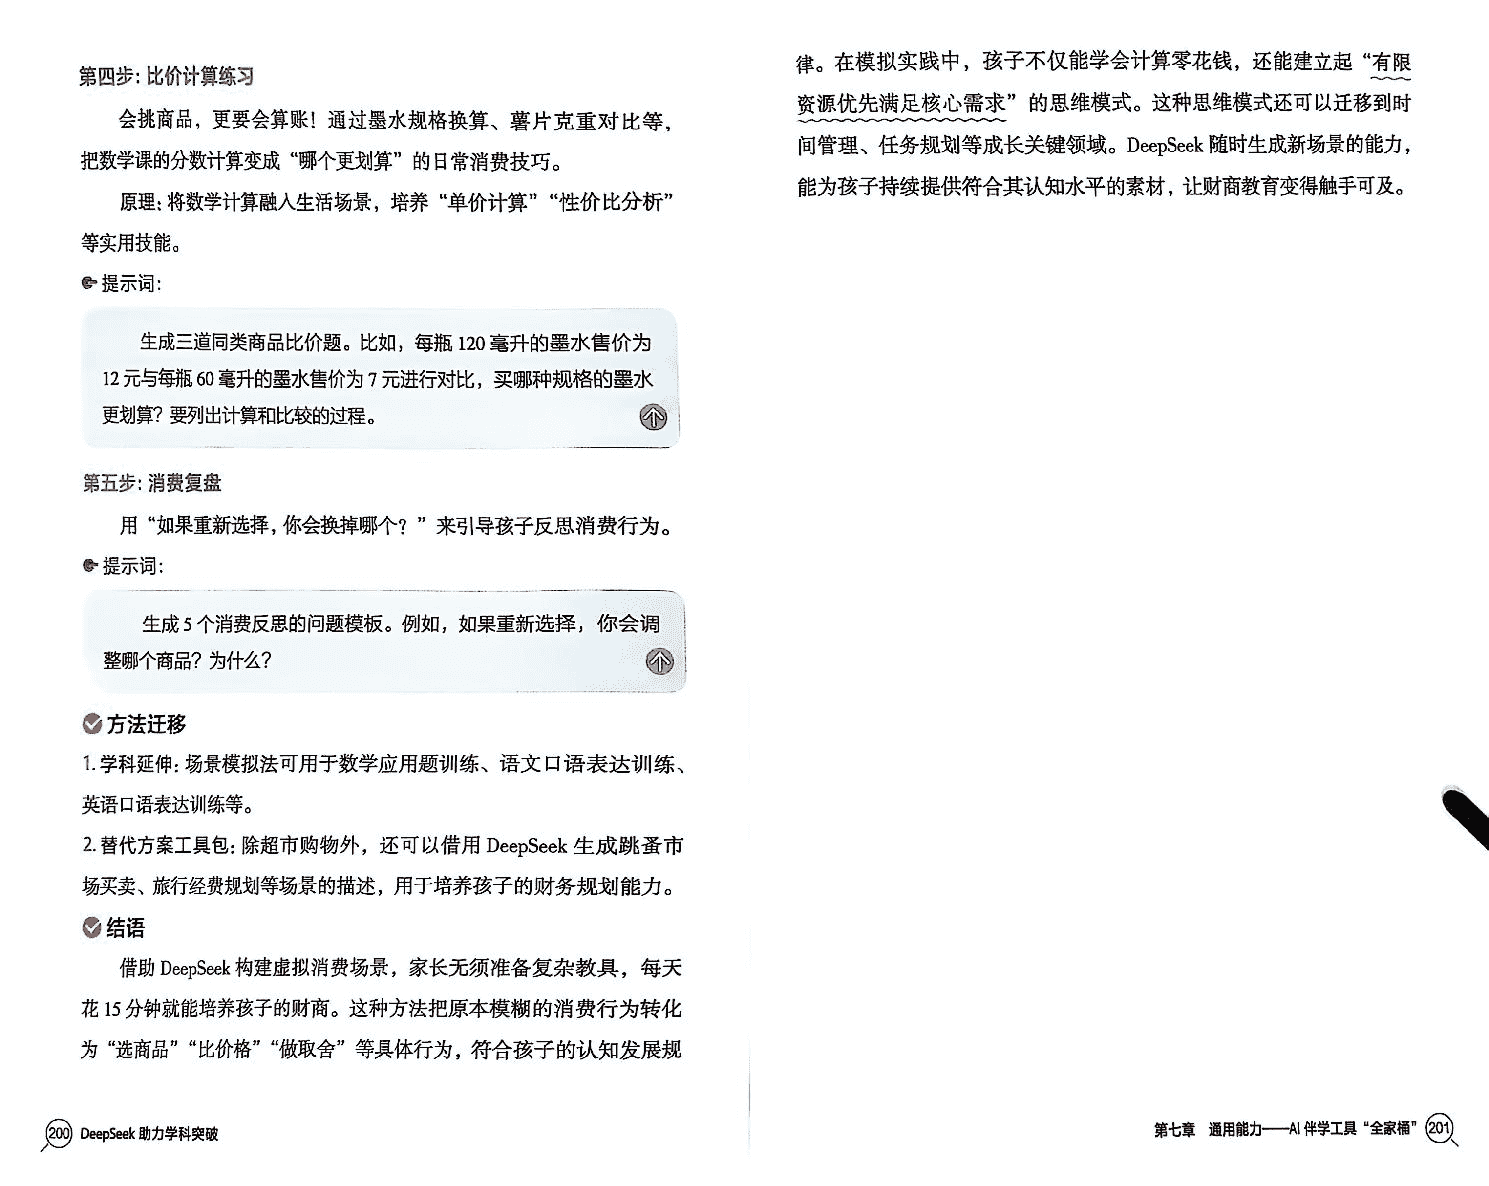 第四步：比价计算练习
会挑商品，更要会算账！通过墨水规格换算、薯片克重对比等，
把数学课的分数计算变成“哪个更划算”的日常消费技巧。
原理：将数学计算融入生活场景，培养“单价计算”“性价比分析”
等实用技能。
提示词：
生成三道同类商品比价题。比如，每瓶 120 毫升的墨水售价为
12 元与每瓶 60 毫升的墨水售价为 7 元进行对比，买哪种规格的墨水
更划算？要列出计算和比较的过程。
第五步：消费复盘
用“如果重新选择，你会换掉哪个？”来引导孩子反思消费行为。
提示词：
生成 5 个消费反思的问题模板。例如，如果重新选择，你会调
整哪个商品？为什么？
方法迁移
1. 学科延伸：场景模拟法可用于数学应用题训练、语文口语表达训练、
英语口语表达训练等。
2. 替代方案工具包：除超市购物外，还可以借用 DeepSeek 生成跳蚤市
场买卖、旅行经费规划等场景的描述，用于培养孩子的财务规划能力。
结语
借助 DeepSeek 构建虚拟消费场景，家长无须准备复杂教具，每天
花 15 分钟就能培养孩子的财商。这种方法把原本模糊的消费行为转化
为“选商品”“比价格”“做取舍”等具体行为，符合孩子的认知发展规
200 DeepSeek 助力学科突破
律。在模拟实践中，孩子不仅能学会计算零花钱，还能建立起“有限
资源优先满足核心需求”的思维模式。这种思维模式还可以迁移到时
间管理、任务规划等成长关键领域。DeepSeek 随时生成新场景的能力，
能为孩子持续提供符合其认知水平的素材，让财商教育变得触手可及。
第七章 通用能力——AI 伴学工具“全家桶” 201